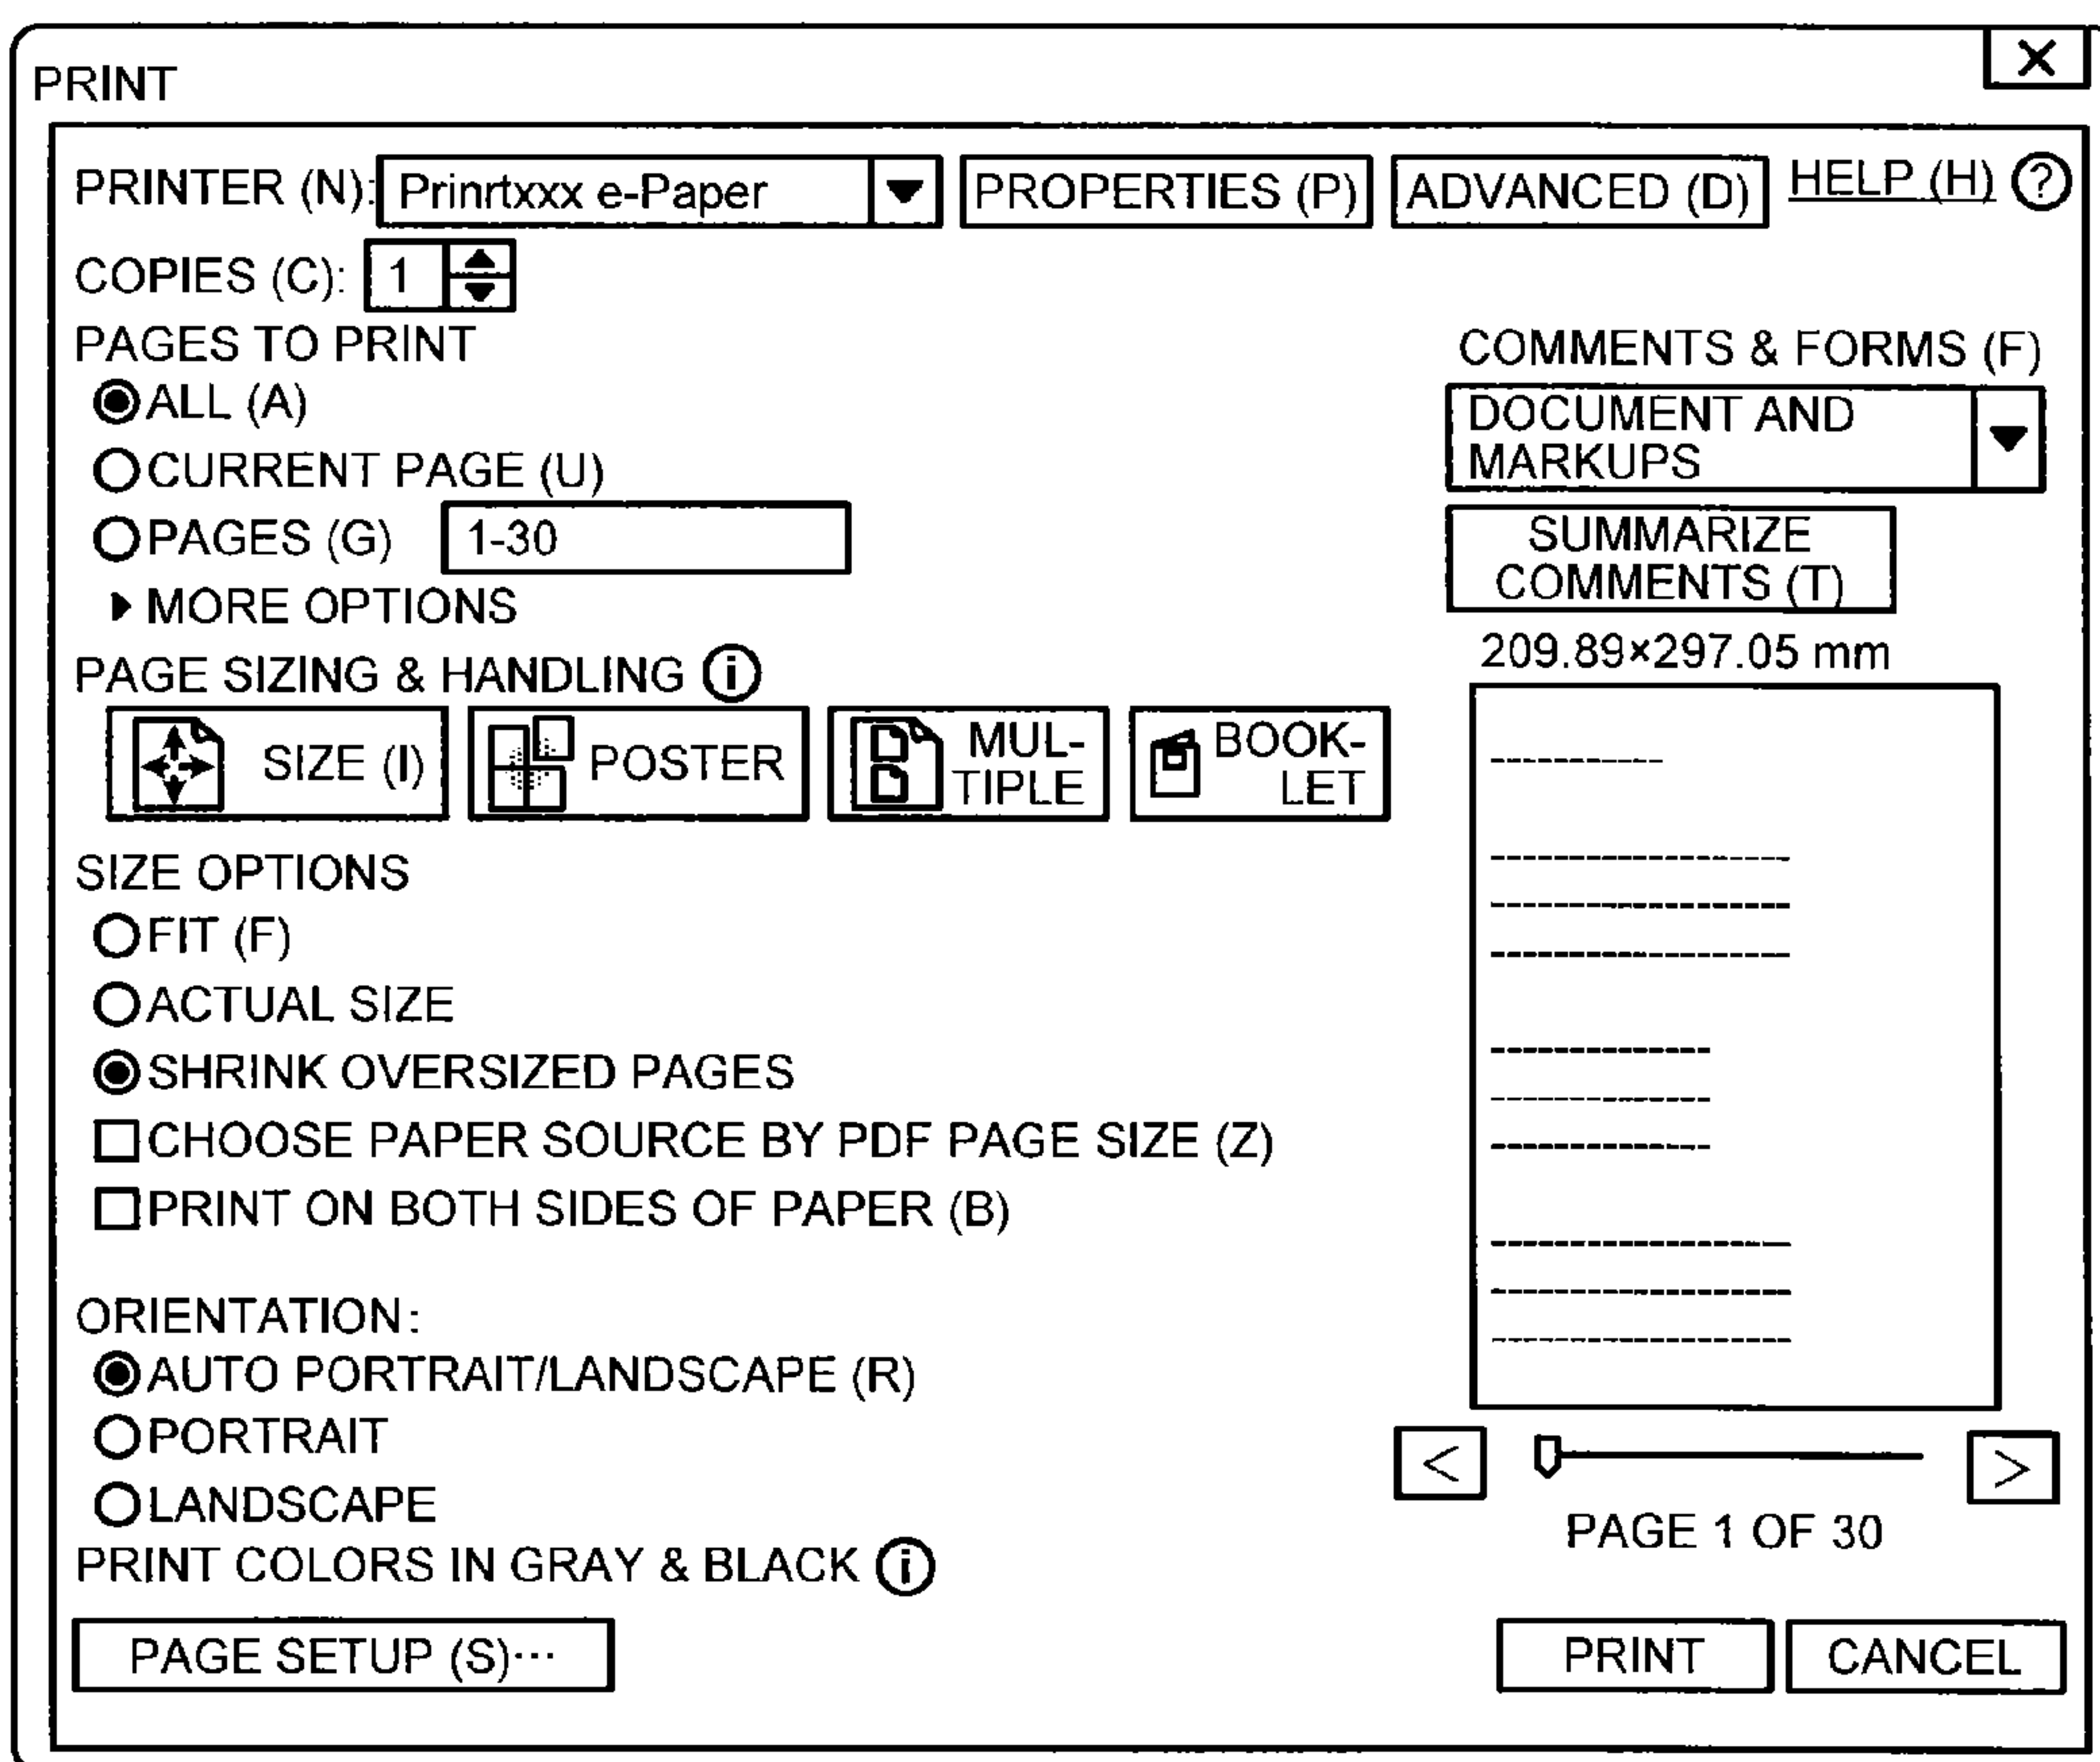 PRINT
×
PRINTER (N): Prinrtxxx e-Paper PROPERTIES (P) ADVANCED (D) HELP (H) ?
COPIES (C): 1
PAGES TO PRINT
ALL (A)
CURRENT PAGE (U)
PAGES (G) 1-30
MORE OPTIONS
COMMENTS & FORMS (F)
DOCUMENT AND
MARKUPS
SUMMARIZE
COMMENTS (T)
PAGE SIZING & HANDLING i
SIZE (I)
POSTER
MUL-
TIPLE
BOOK-
LET
SIZE OPTIONS
FIT (F)
ACTUAL SIZE
SHRINK OVERSIZED PAGES
CHOOSE PAPER SOURCE BY PDF PAGE SIZE (Z)
PRINT ON BOTH SIDES OF PAPER (B)
ORIENTATION:
AUTO PORTRAIT/LANDSCAPE (R)
PORTRAIT
LANDSCAPE
PRINT COLORS IN GRAY & BLACK i
PAGE SETUP (S)···
209.89×297.05 mm
< >
PAGE 1 OF 30
PRINT CANCEL